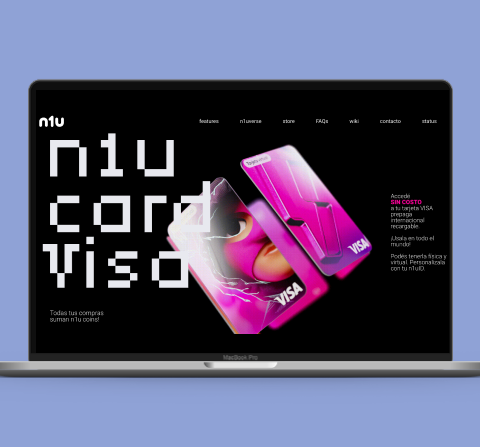 n1u
features n1uverse store FAQs wiki contacto status
n1u
card
Visa
Tarjeta virtual
VISA
VISA
Accedé
SIN COSTO
a tu tarjeta VISA
prepaga
internacional
recargable.
¡Usala en todo el
mundo!
Podés tenerla física y
virtual. Personalizala
con tu n1uID.
Todas tus compras
suman n1u coins!
MacBook Pro